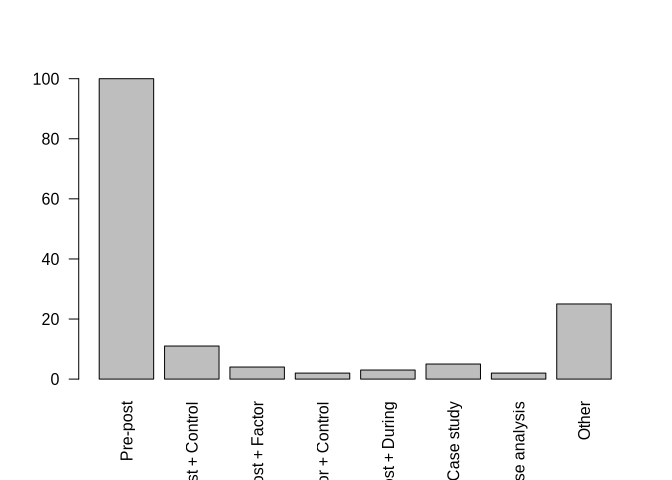 100
80
60
40
20
0
Pre-post
st + Control
ost + Factor
or + Control
ost + During
Case study
se analysis
Other